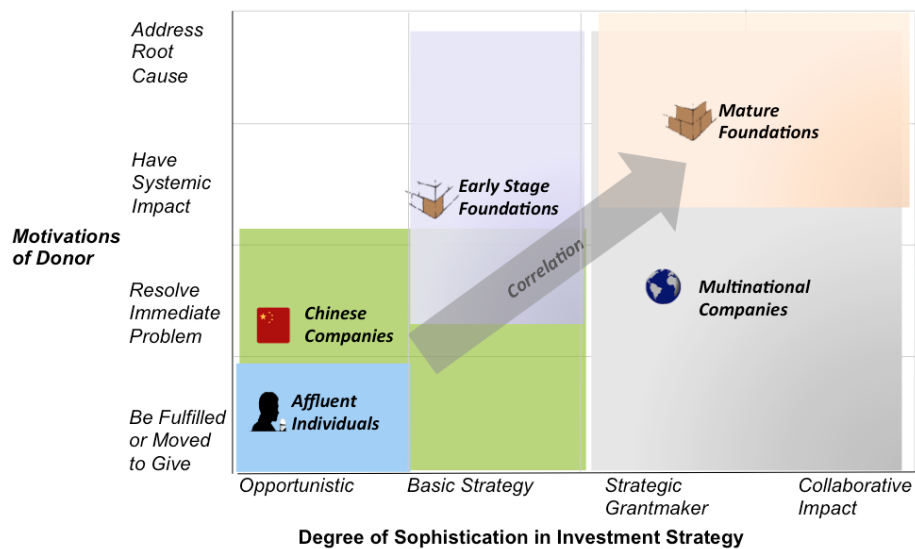 Address
Root
Cause
Mature
Foundations
Have
Systemic
Impact
Early Stage
Foundations
Motivations
of Donor
Correlation
Resolve
Immediate
Problem
Chinese
Companies
Multinational
Companies
Be Fulfilled
or Moved
to Give
Affluent
Individuals
Opportunistic
Basic Strategy
Strategic
Grantmaker
Collaborative
Impact
Degree of Sophistication in Investment Strategy